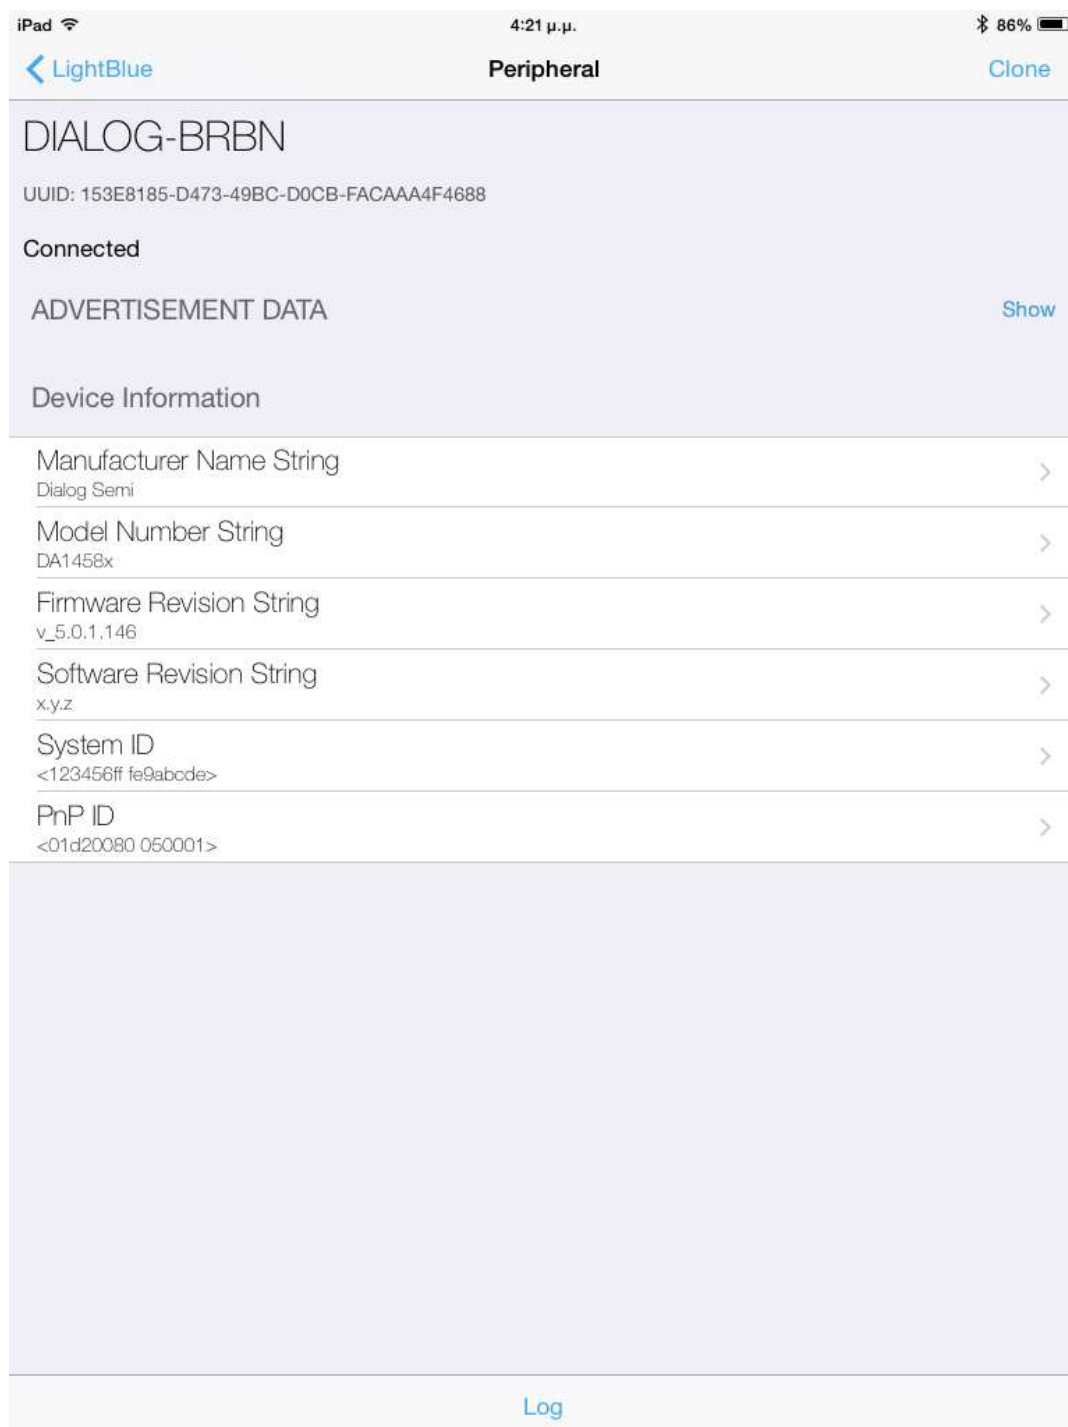 iPad 4:21 μ.μ. 86%
LightBlue Peripheral Clone
DIALOG-BRBN
UUID: 153E8185-D473-49BC-D0CB-FACAAA4F4688
Connected
ADVERTISEMENT DATA Show
Device Information
Manufacturer Name String
Dialog Semi
Model Number String
DA1458x
Firmware Revision String
v_5.0.1.146
Software Revision String
x.y.z
System ID
<123456ff fe9abcde>
PnP ID
<01d20080 050001>
Log